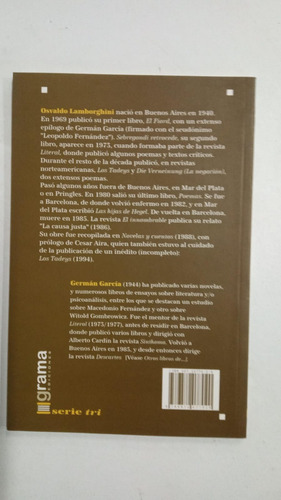 Osvaldo Lamborghini nació en Buenos Aires en 1940.
En 1969 publicó su primer libro, El Fiord, con un extenso
epílogo de Germán García (firmado con el seudónimo
"Leopoldo Fernández"). Sebregondi retrocede, su segundo
libro, aparece en 1973, cuando formaba parte de la revista
Literal, donde publicó algunos poemas y textos críticos.
Durante el resto de la década publicó, en revistas
norteamericanas, Los Tadeys y Die Verneinung (La negación), dos
extensos poemas.
Pasó algunos años fuera de Buenos Aires, en Mar del Plata
o en Pringles. En 1980 salió su último libro, Poemas. Se fue
a Barcelona, de donde volvió enfermo en 1982, y en Mar
del Plata escribió Las hijas de Hegel. De vuelta en Barcelona,
muere en 1985. La revista El innombrable publica su relato
"La causa justa" (1986).
Su obre fue recopilada en Novelas y cuentos (1988), con
prólogo de Cesar Aira, quien también estuvo al cuidado
de la publicación de un inédito (incompleto):
Los Tadeys (1994).
Germán García (1944) ha publicado varias novelas,
y numerosos libros de ensayos sobre literatura y/o
psicoanálisis, entre los que se destacan un estudio
sobre Macedonio Fernández y otro sobre
Witold Gombrowicz. Fue el mentor de la revista
Literal (1973/1977), antes de residir en Barcelona,
donde publicó varios libros y dirigió con
Alberto Cardín la revista Sinthoma. Volvió a
Buenos Aires en 1985, y desde entonces dirige
la revista Descartes. [Véase Otros libros de...]
grama
ediciones
serie tri